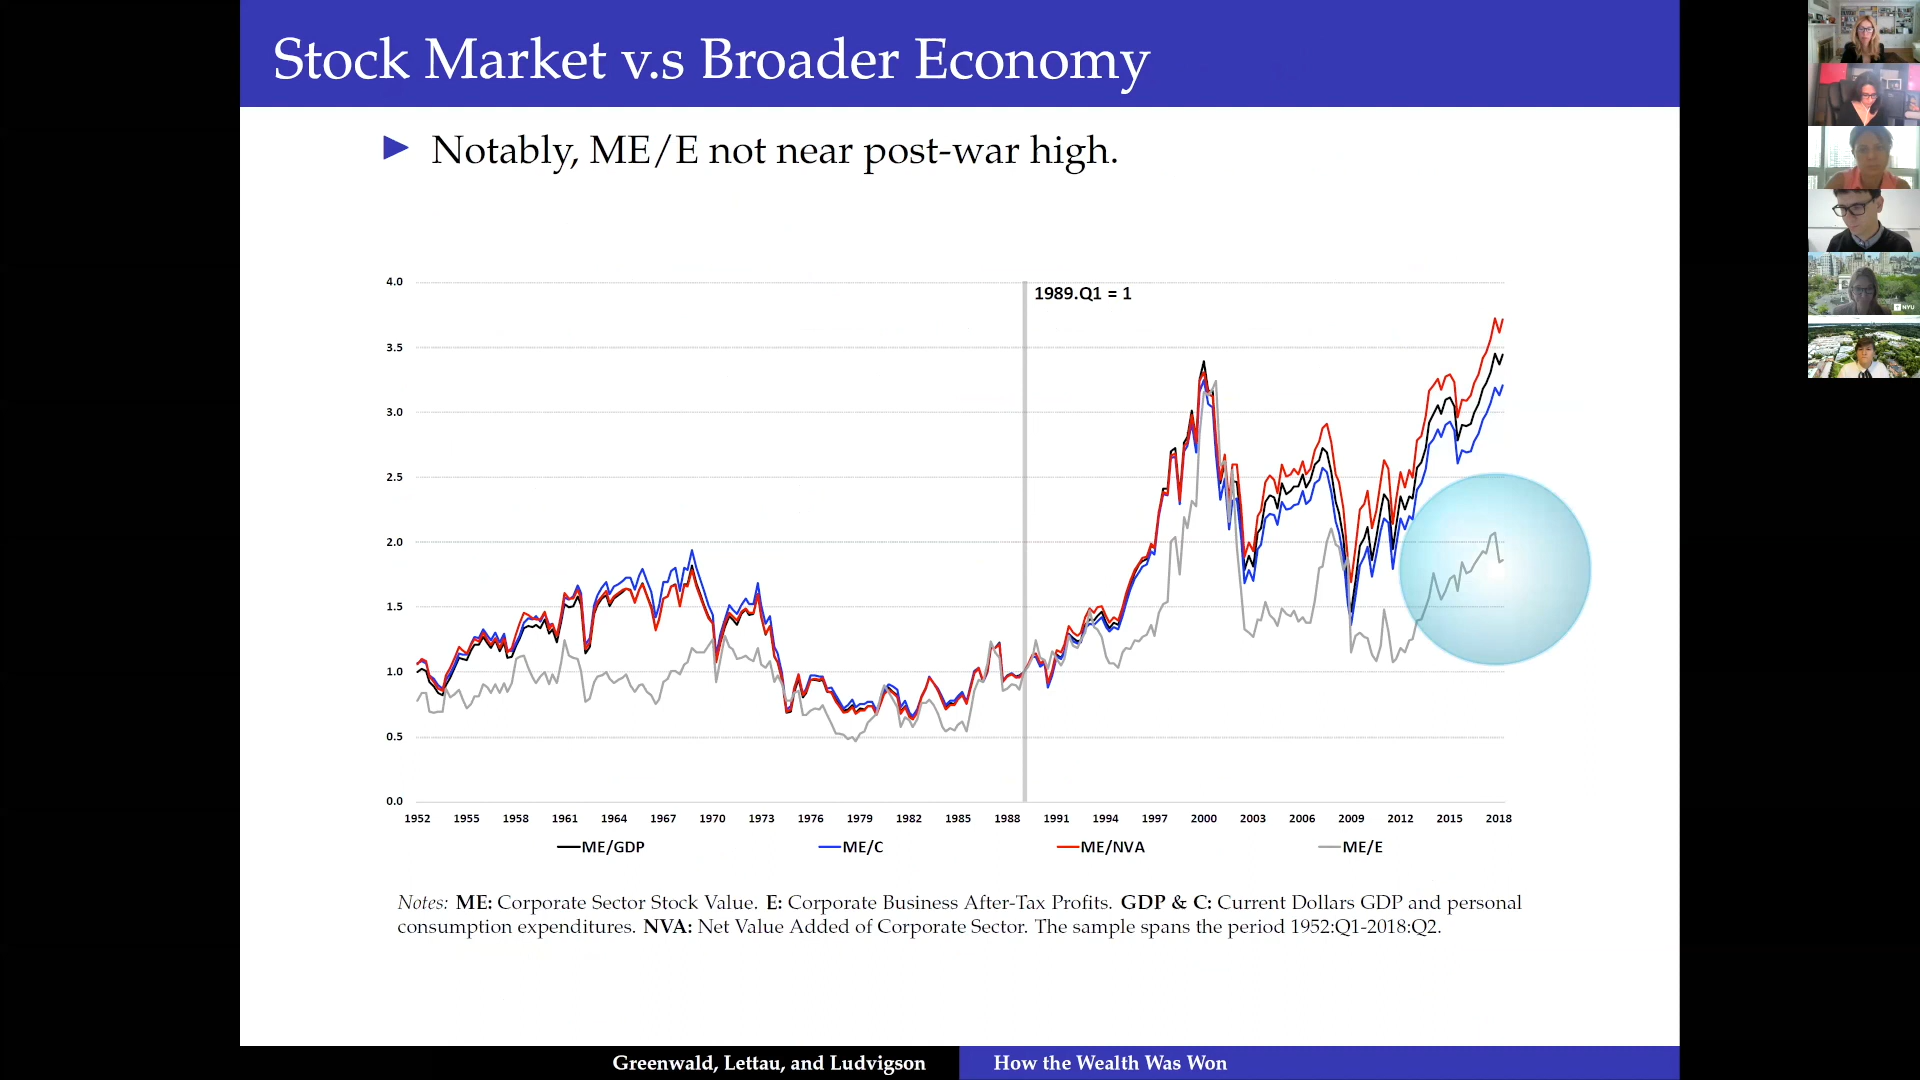 Stock Market v.s Broader Economy
▶ Notably, ME/E not near post-war high.
1989.Q1 = 1
4.0
3.5
3.0
2.5
2.0
1.5
1.0
0.5
0.0
1952 1955 1958 1961 1964 1967 1970 1973 1976 1979 1982 1985 1988 1991 1994 1997 2000 2003 2006 2009 2012 2015 2018
ME/GDP ME/C ME/NVA ME/E
Notes: ME: Corporate Sector Stock Value. E: Corporate Business After-Tax Profits. GDP & C: Current Dollars GDP and personal
consumption expenditures. NVA: Net Value Added of Corporate Sector. The sample spans the period 1952:Q1-2018:Q2.
Greenwald, Lettau, and Ludvigson How the Wealth Was Won
NYU